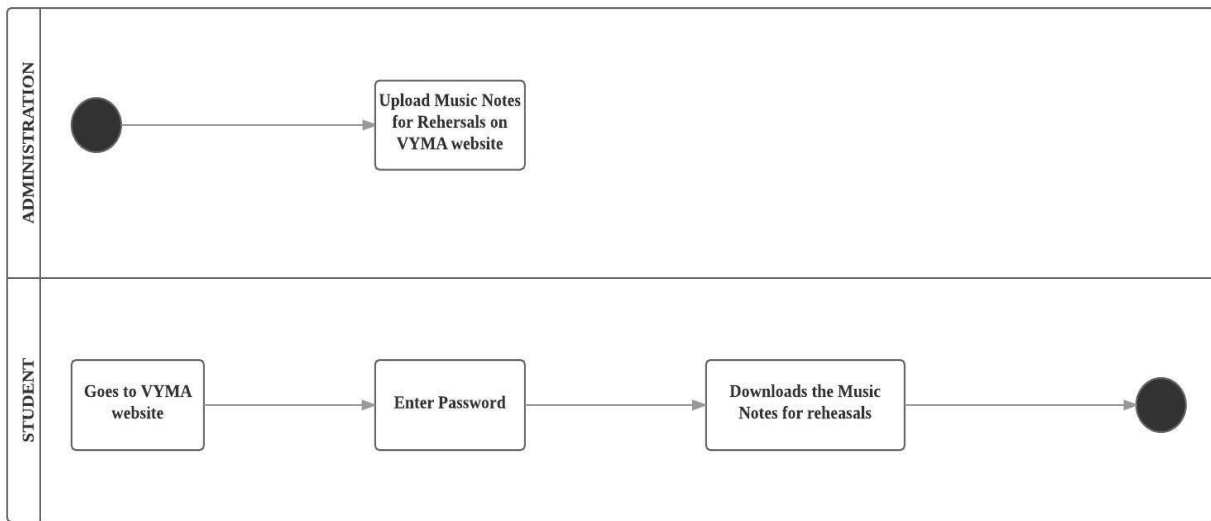 ADMINISTRATION
Upload Music Notes
for Rehersals on
VYMA website
STUDENT
Goes to VYMA
website
Enter Password
Downloads the Music
Notes for reheasals